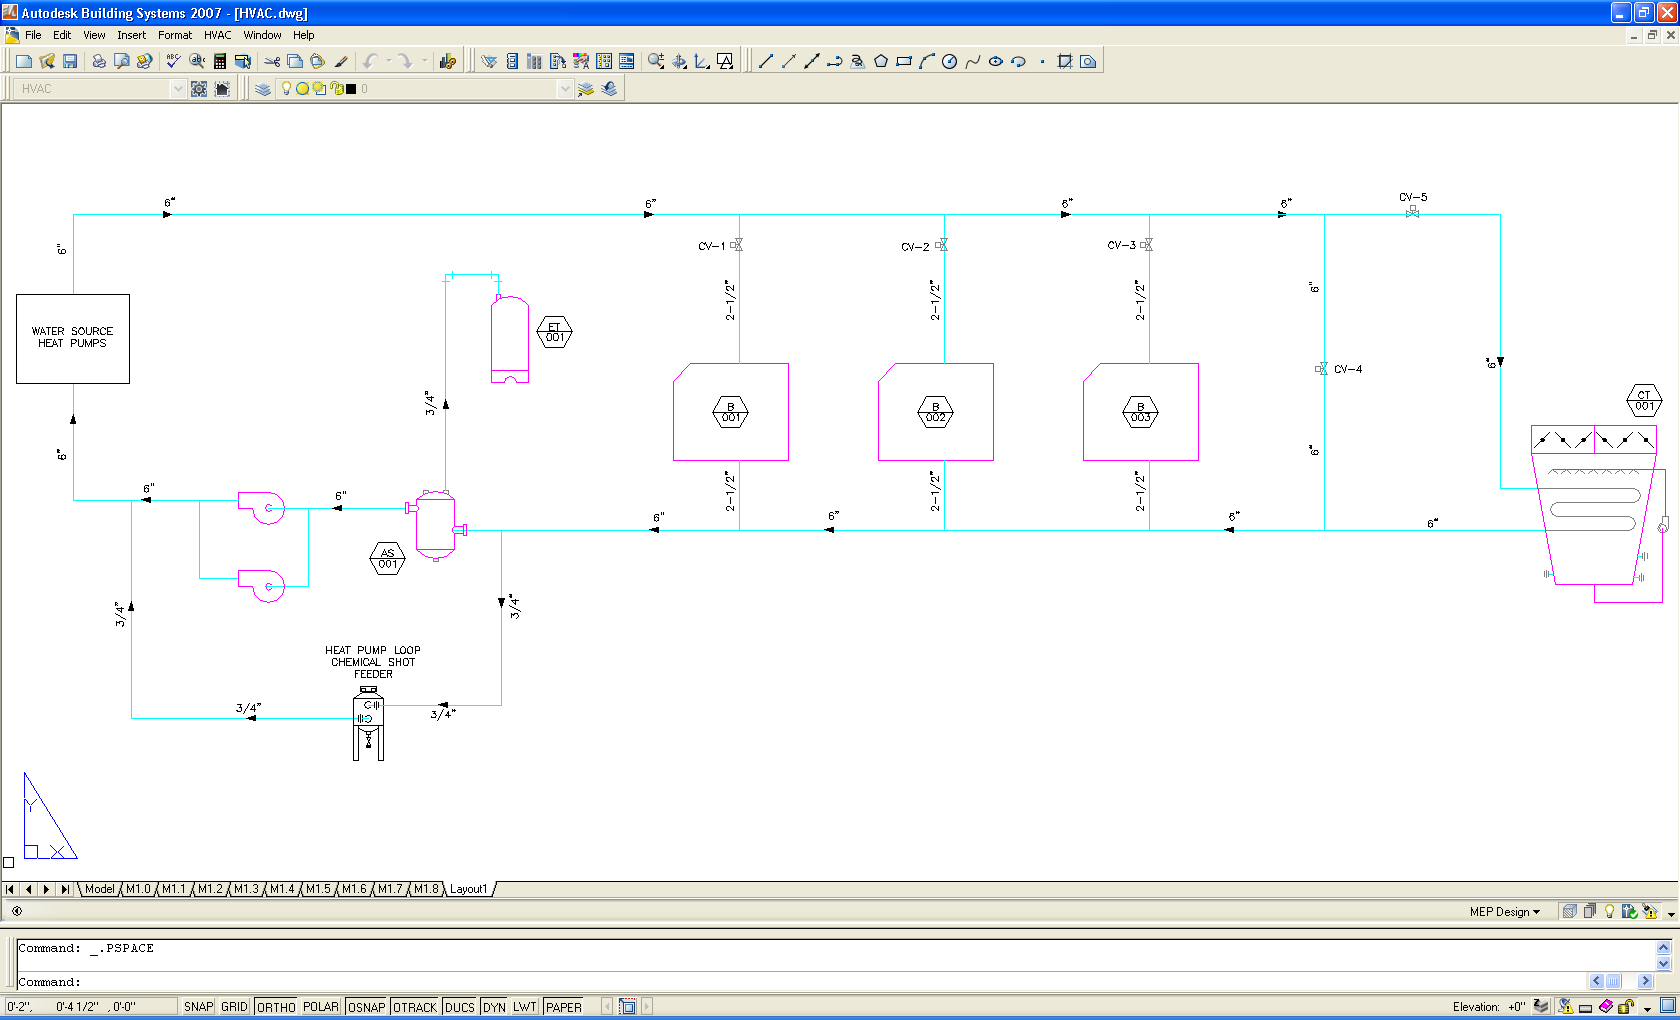 Autodesk Building Systems 2007 - [HVAC.dwg]
File Edit View Insert Format HVAC Window Help
HVAC
0
6" 6" 6" 6" CV-5
6" CV-1 CV-2 CV-3
2-1/2" 2-1/2" 2-1/2" 6"
WATER SOURCE
HEAT PUMPS
ET
001
6"
CV-4
3/4"
B
001
B
002
B
003
CT
001
6" 6"
2-1/2" 2-1/2" 2-1/2"
6" 6" 6" 6" 6" 6"
AS
001
3/4" 3/4"
HEAT PUMP LOOP
CHEMICAL SHOT
FEEDER
3/4" 3/4"
Y
X
Model M1.0 M1.1 M1.2 M1.3 M1.4 M1.5 M1.6 M1.7 M1.8 Layout1
MEP Design
Command: _.PSPACE
Command:
0'-2", 0'-4 1/2" , 0'-0" SNAP GRID ORTHO POLAR OSNAP OTRACK DUCS DYN LWT PAPER Elevation: +0"